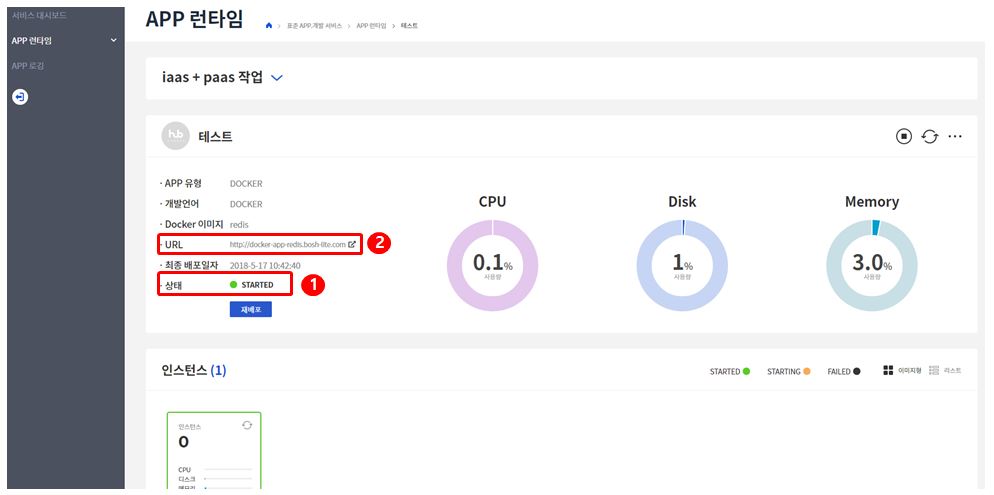 서비스 대시보드
APP 런타임
APP 로깅
APP 런타임
표준 APP.개발 서비스 > APP 런타임 > 테스트
iaas + paas 작업
hub
테스트
· APP 유형 DOCKER
· 개발언어 DOCKER
· Docker 이미지 redis
· URL http://docker-app-redis.bosh-lite.com
2
· 최종 배포일자 2018-5-17 10:42:40
· 상태 STARTED
1
재배포
CPU
0.1%
사용량
Disk
1%
사용량
Memory
3.0%
사용량
인스턴스 (1)
STARTED STARTING FAILED 이미지형 리스트
인스턴스
0
CPU
디스크
메모리